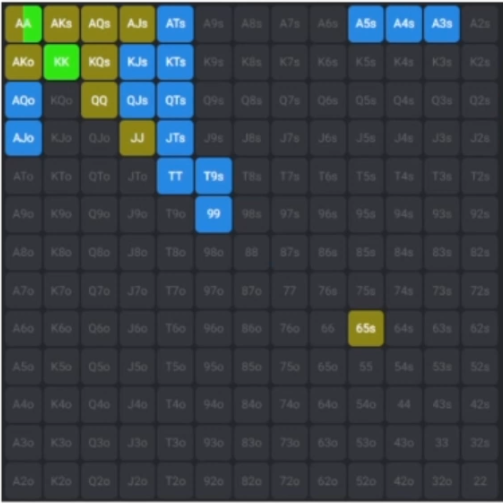 AA AKs AQs AJs ATs A9s A8s A7s A6s A5s A4s A3s A2s
AKo KK KQs KJs KTs K9s K8s K7s K6s K5s K4s K3s K2s
AQo KQo QQ QJs QTs Q9s Q8s Q7s Q6s Q5s Q4s Q3s Q2s
AJo KJo QJo JJ JTs J9s J8s J7s J6s J5s J4s J3s J2s
ATo KTo QTo JTo TT T9s T8s T7s T6s T5s T4s T3s T2s
A9o K9o Q9o J9o T9o 99 98s 97s 96s 95s 94s 93s 92s
A8o K8o Q8o J8o T8o 98o 88 87s 86s 85s 84s 83s 82s
A7o K7o Q7o J7o T7o 97o 87o 77 76s 75s 74s 73s 72s
A6o K6o Q6o J6o T6o 96o 86o 76o 66 65s 64s 63s 62s
A5o K5o Q5o J5o T5o 95o 85o 75o 65o 55 54s 53s 52s
A4o K4o Q4o J4o T4o 94o 84o 74o 64o 54o 44 43s 42s
A3o K3o Q3o J3o T3o 93o 83o 73o 63o 53o 43o 33 32s
A2o K2o Q2o J2o T2o 92o 82o 72o 62o 52o 42o 32o 22